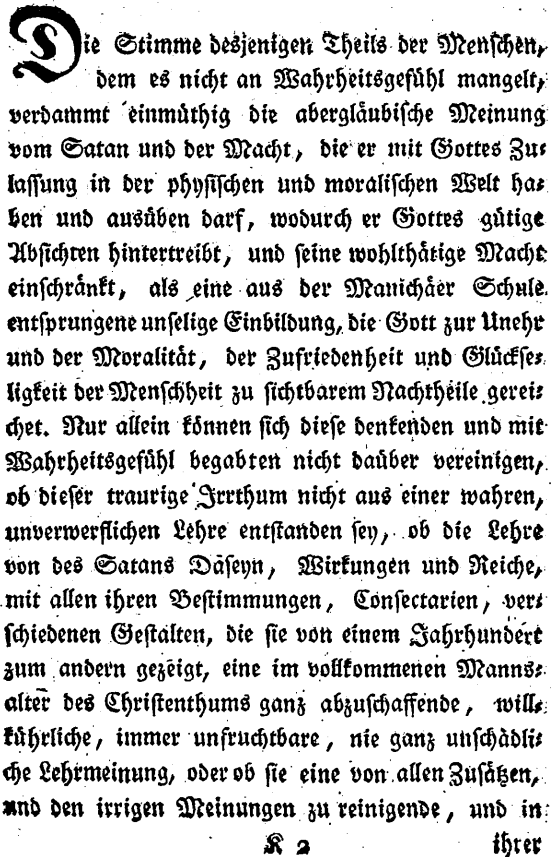 Die Stimme desjenigen Theils der Menschen,
dem es nicht an Wahrheitsgefühl mangelt,
verdammt einmüthig die abergläubische Meinung
vom Satan und der Macht, die er mit Gottes Zu-
lassung in der physischen und moralischen Welt ha-
ben und ausüben darf, wodurch er Gottes gütige
Absichten hintertreibt, und seine wohlthätige Macht
einschränkt, als eine aus der Manichäer Schule
entsprungene unselige Einbildung, die Gott zur Unehr
und der Moralität, der Zufriedenheit und Glückse-
ligkeit der Menschheit zu sichtbarem Nachtheile gerei-
chet. Nur allein können sich diese denkenden und mit
Wahrheitsgefühl begabten nicht daüber vereinigen,
ob dieser traurige Irrthum nicht aus einer wahren,
unverwerflichen Lehre entstanden sey, ob die Lehre
von des Satans Daseyn, Wirkungen und Reiche,
mit allen ihren Bestimmungen, Consectarien, ver-
schiedenen Gestalten, die sie von einem Jahrhundert
zum andern gezeigt, eine im vollkommenen Manns-
alter des Christenthums ganz abzuschaffende, will-
kührliche, immer unfruchtbare, nie ganz unschädli-
che Lehrmeinung, oder ob sie eine von allen Zusätzen,
und den irrigen Meinungen zu reinigende, und in
K 2 ihrer